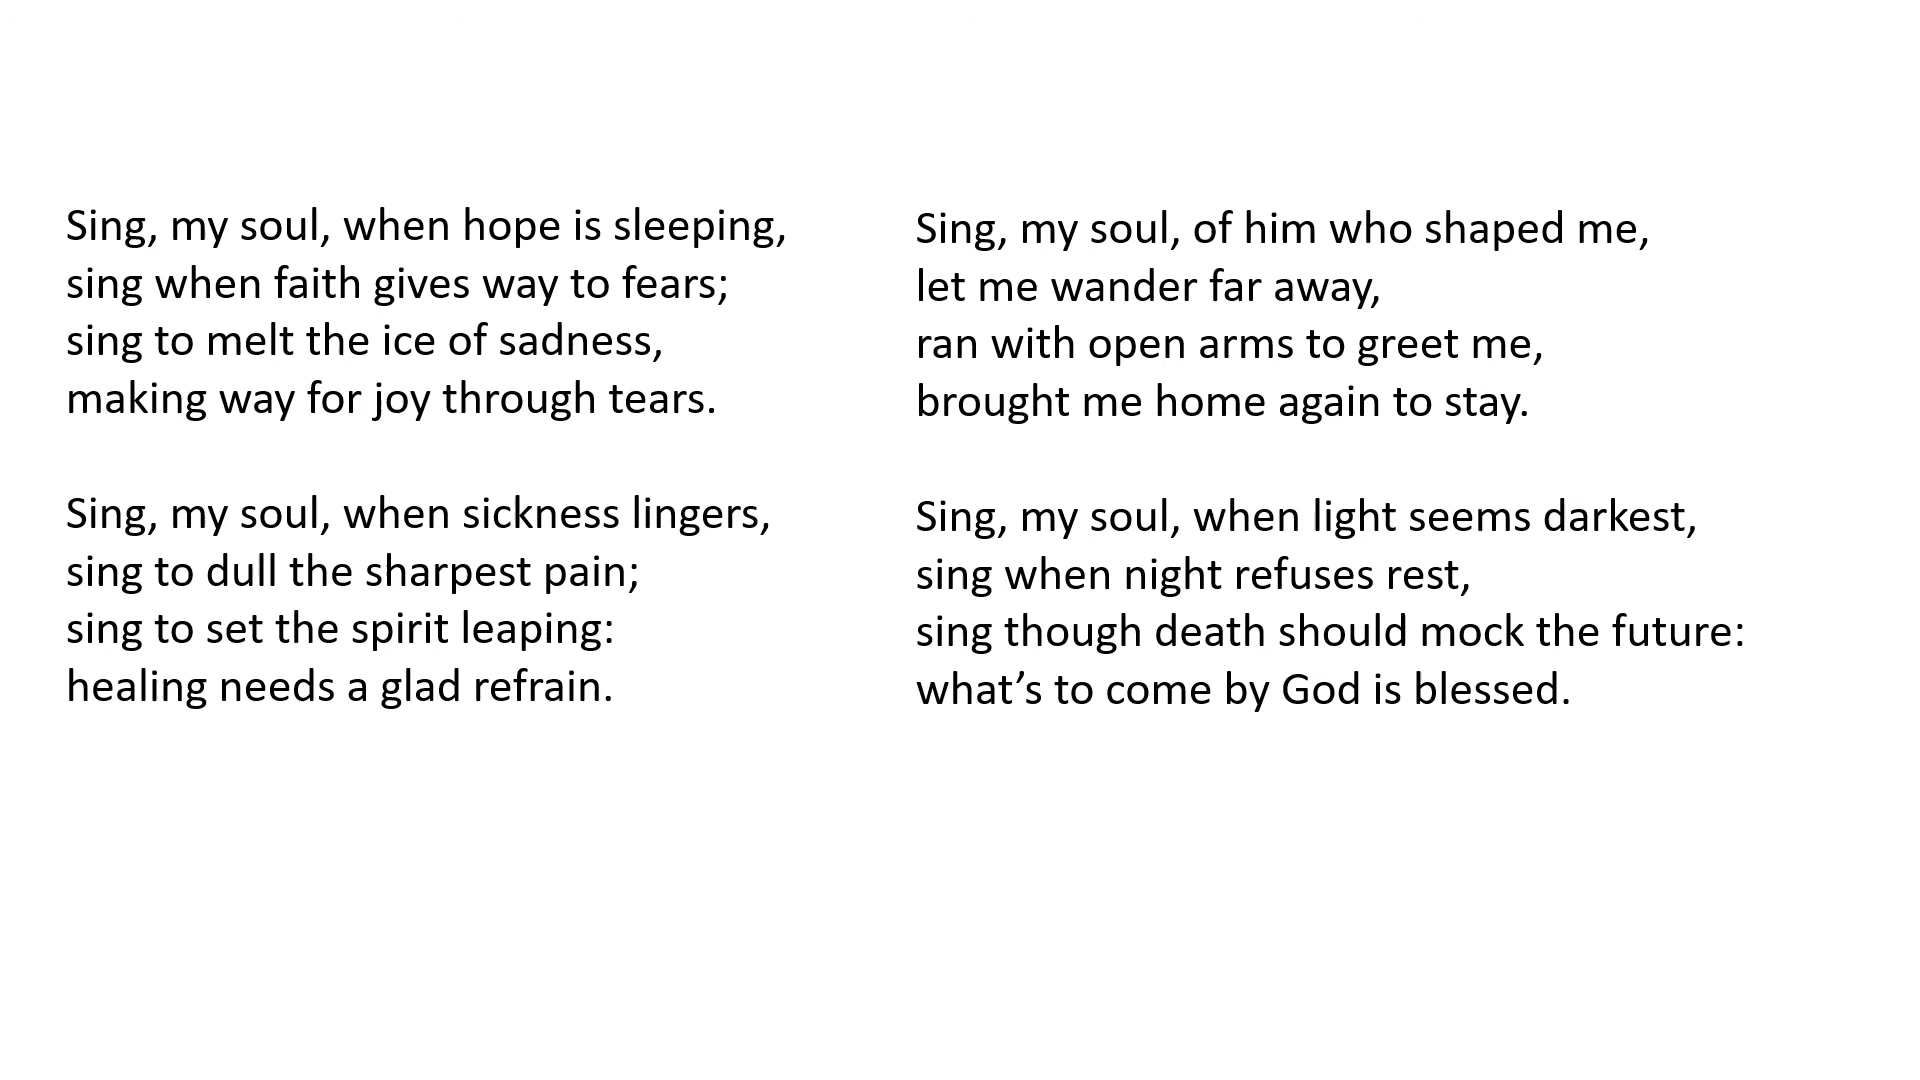 Sing, my soul, when hope is sleeping,
sing when faith gives way to fears;
sing to melt the ice of sadness,
making way for joy through tears.
Sing, my soul, when sickness lingers,
sing to dull the sharpest pain;
sing to set the spirit leaping:
healing needs a glad refrain.
Sing, my soul, of him who shaped me,
let me wander far away,
ran with open arms to greet me,
brought me home again to stay.
Sing, my soul, when light seems darkest,
sing when night refuses rest,
sing though death should mock the future:
what’s to come by God is blessed.